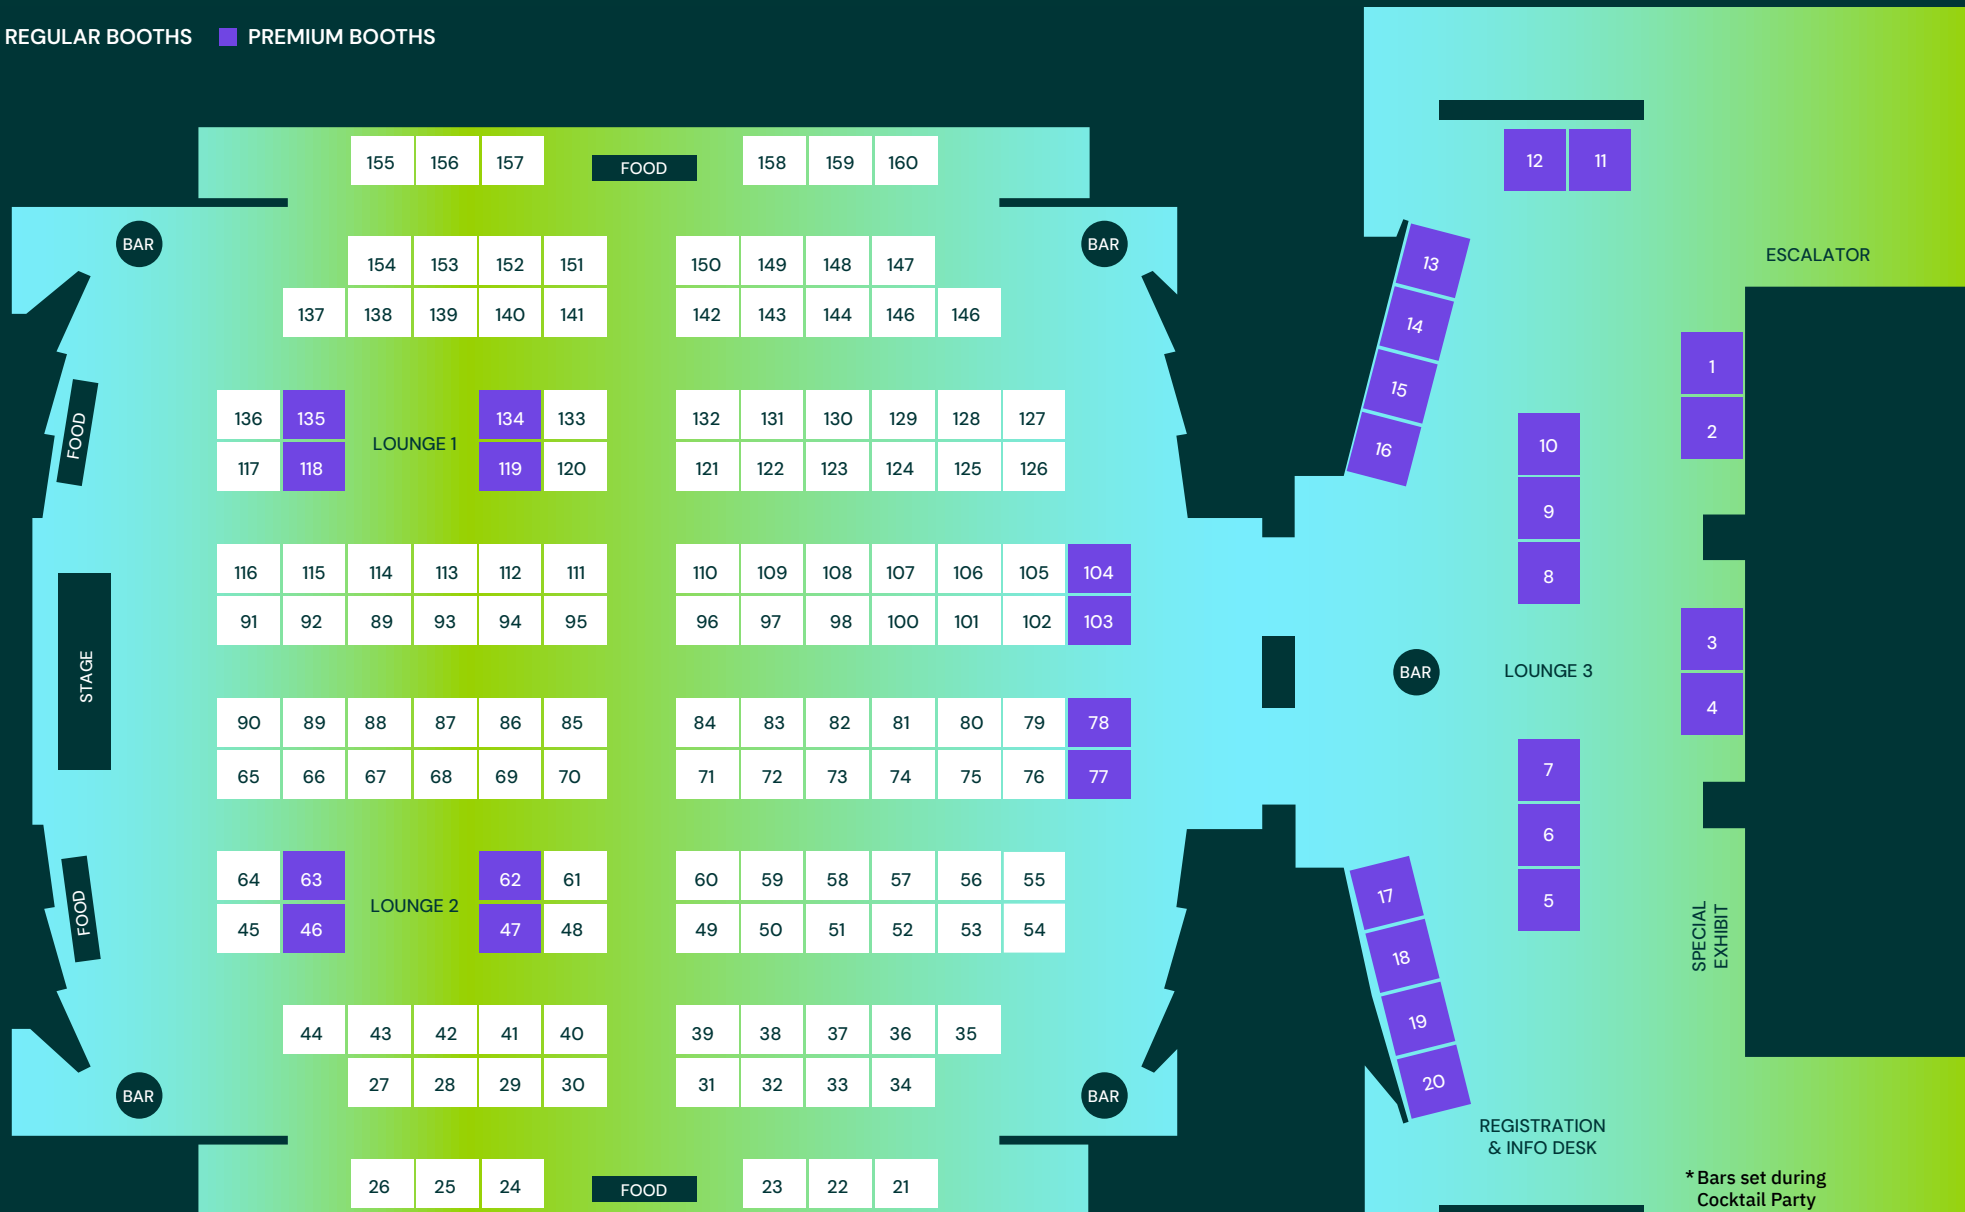 REGULAR BOOTHS PREMIUM BOOTHS
155 156 157 FOOD 158 159 160
12 11
BAR BAR
154 153 152 151 150 149 148 147
ESCALATOR
13
137 138 139 140 141 142 143 144 146 146
14
1
15
136 135 134 133 132 131 130 129 128 127
2
FOOD
LOUNGE 1
10
16
117 118 119 120 121 122 123 124 125 126
9
116 115 114 113 112 111 110 109 108 107 106 105 104
8
91 92 89 93 94 95 96 97 98 100 101 102 103
3
STAGE
BAR LOUNGE 3
4
90 89 88 87 86 85 84 83 82 81 80 79 78
7
65 66 67 68 69 70 71 72 73 74 75 76 77
6
64 63 62 61 60 59 58 57 56 55
17
5
FOOD
LOUNGE 2
45 46 47 48 49 50 51 52 53 54
SPECIAL
EXHIBIT
18
19
44 43 42 41 40 39 38 37 36 35
27 28 29 30 31 32 33 34
20
BAR BAR
REGISTRATION
& INFO DESK
26 25 24 FOOD 23 22 21
*Bars set during
Cocktail Party